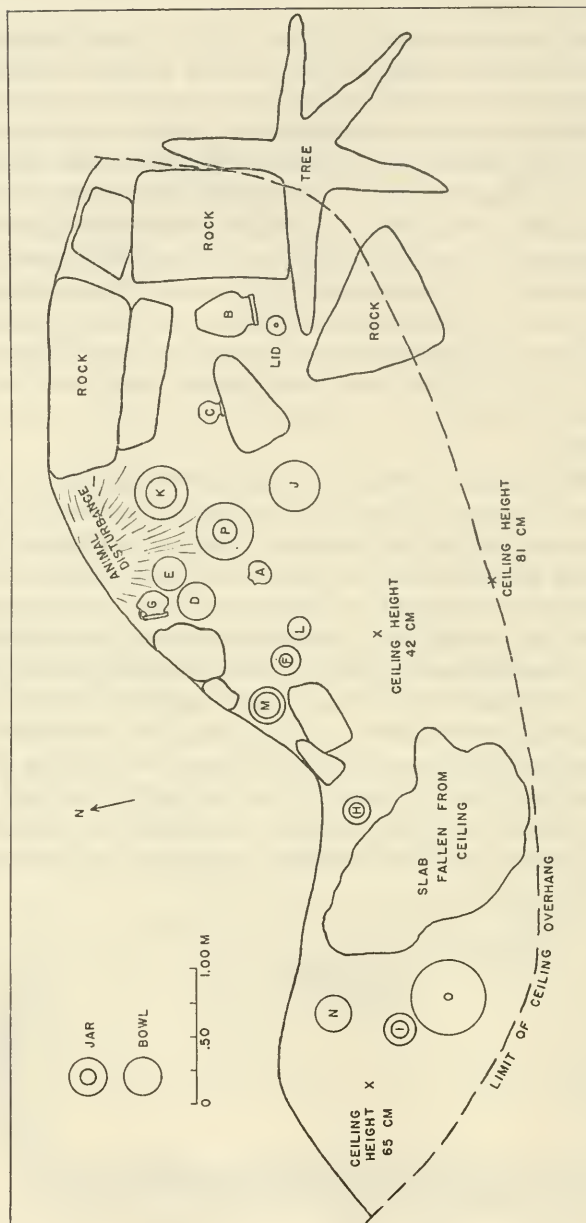 N
JAR
BOWL
0 .50 1.00 M
ROCK
ROCK
TREE
ROCK
ANIMAL
DISTURBANCE
B
LID
C
K
J
P
E
A
G
D
L
F
M
H
CEILING HEIGHT
42 CM
CEILING HEIGHT
81 CM
SLAB
FALLEN FROM
CEILING
N
I
O
CEILING
HEIGHT
65 CM
LIMIT OF CEILING OVERHANG